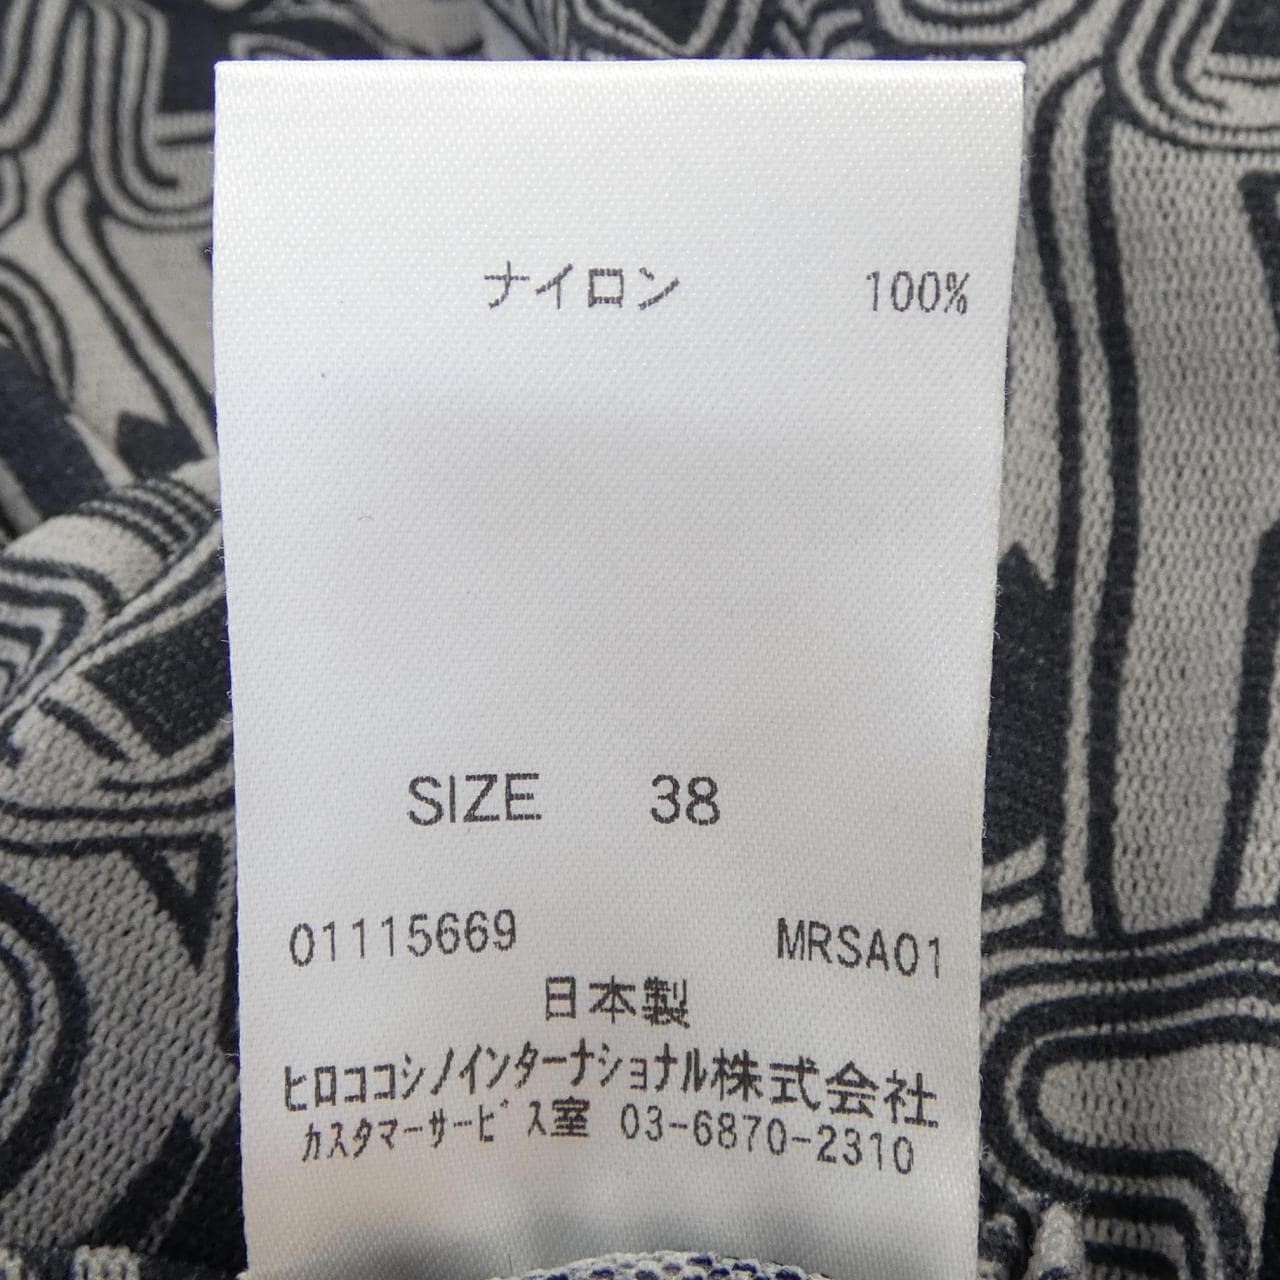 ナイロン 100%
SIZE 38
01115669 MRSA01
日本製
ﾋﾛｺｺｼﾉｲﾝﾀｰﾅｼｮﾅﾙ株式会社
ｶｽﾀﾏｰｻｰﾋﾞｽ室 03-6870-2310